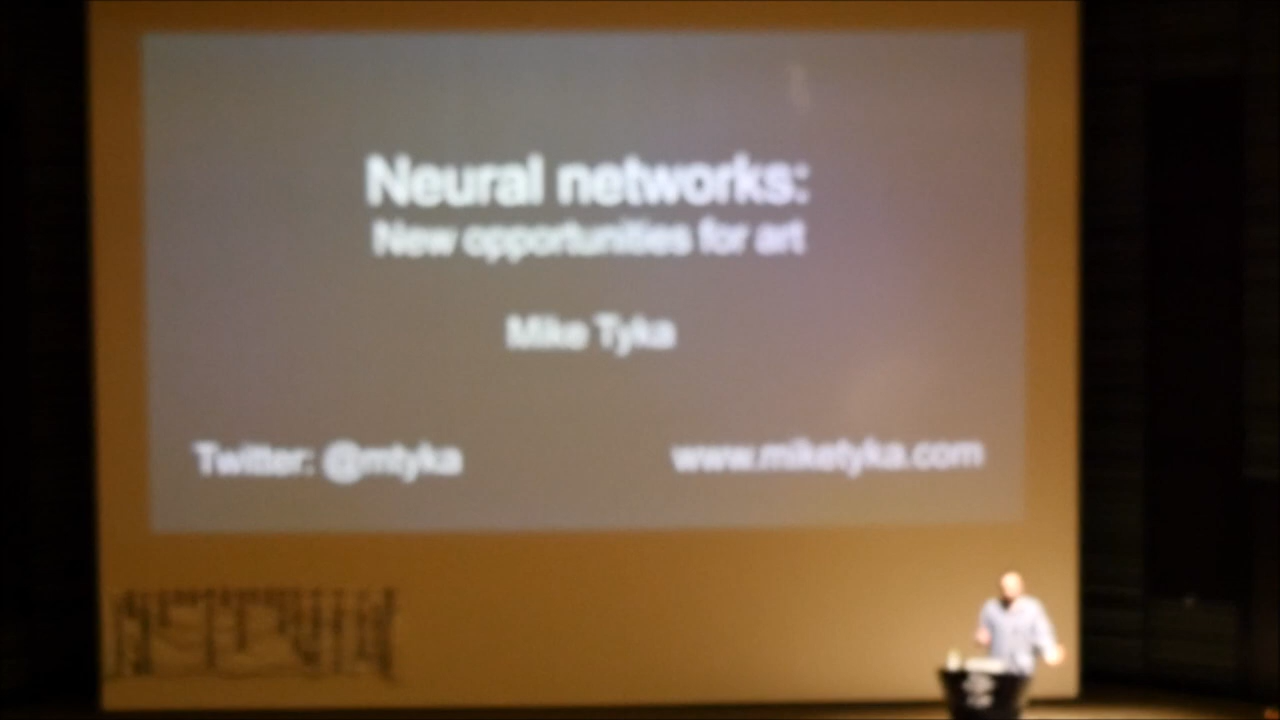 Neural networks:
New opportunities for art
Mike Tyka
Twitter: @mtyka
www.miketyka.com